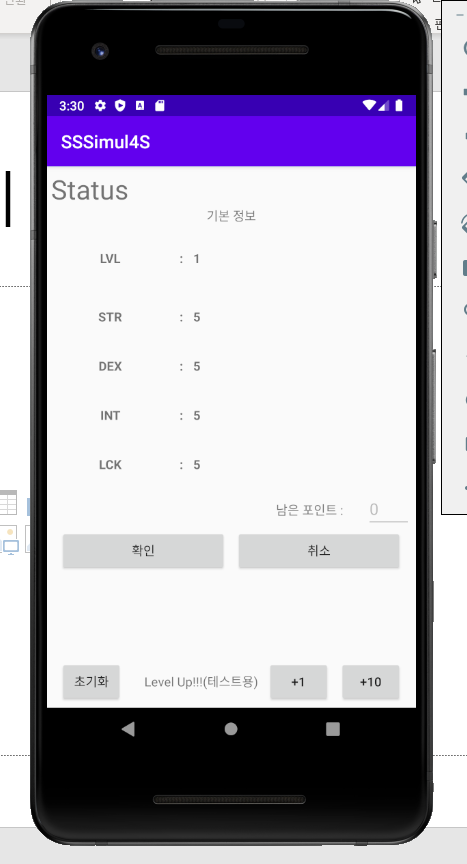 3:30
SSSimul4S
Status
기본 정보
LVL : 1
STR : 5
DEX : 5
INT : 5
LCK : 5
남은 포인트 : 0
확인 취소
초기화 Level Up!!!(테스트용) +1 +10